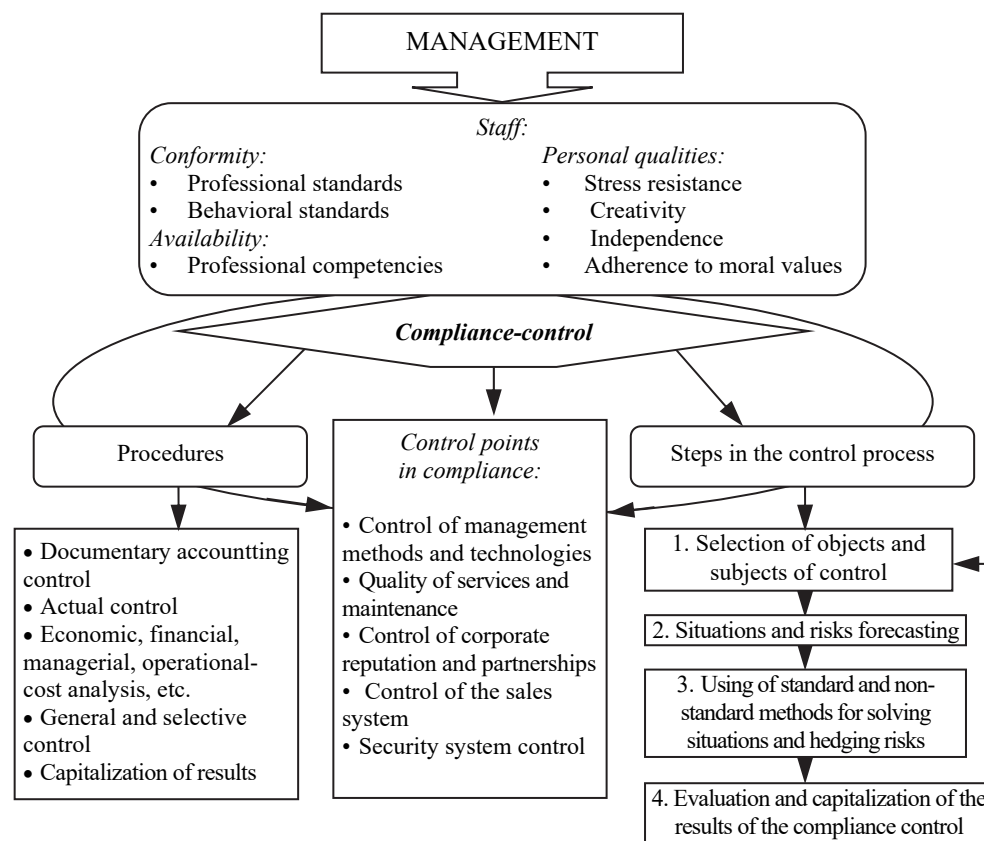 MANAGEMENT
Staff:
Conformity:
• Professional standards
• Behavioral standards
Availability:
• Professional competencies
Personal qualities:
• Stress resistance
• Creativity
• Independence
• Adherence to moral values
Compliance-control
Procedures
• Documentary accountting
control
• Actual control
• Economic, financial,
managerial, operational-
cost analysis, etc.
• General and selective
control
• Capitalization of results
Control points
in compliance:
• Control of management
methods and technologies
• Quality of services and
maintenance
• Control of corporate
reputation and partnerships
• Control of the sales
system
• Security system control
Steps in the control process
1. Selection of objects and
subjects of control
2. Situations and risks forecasting
3. Using of standard and non-
standard methods for solving
situations and hedging risks
4. Evaluation and capitalization of the
results of the compliance control